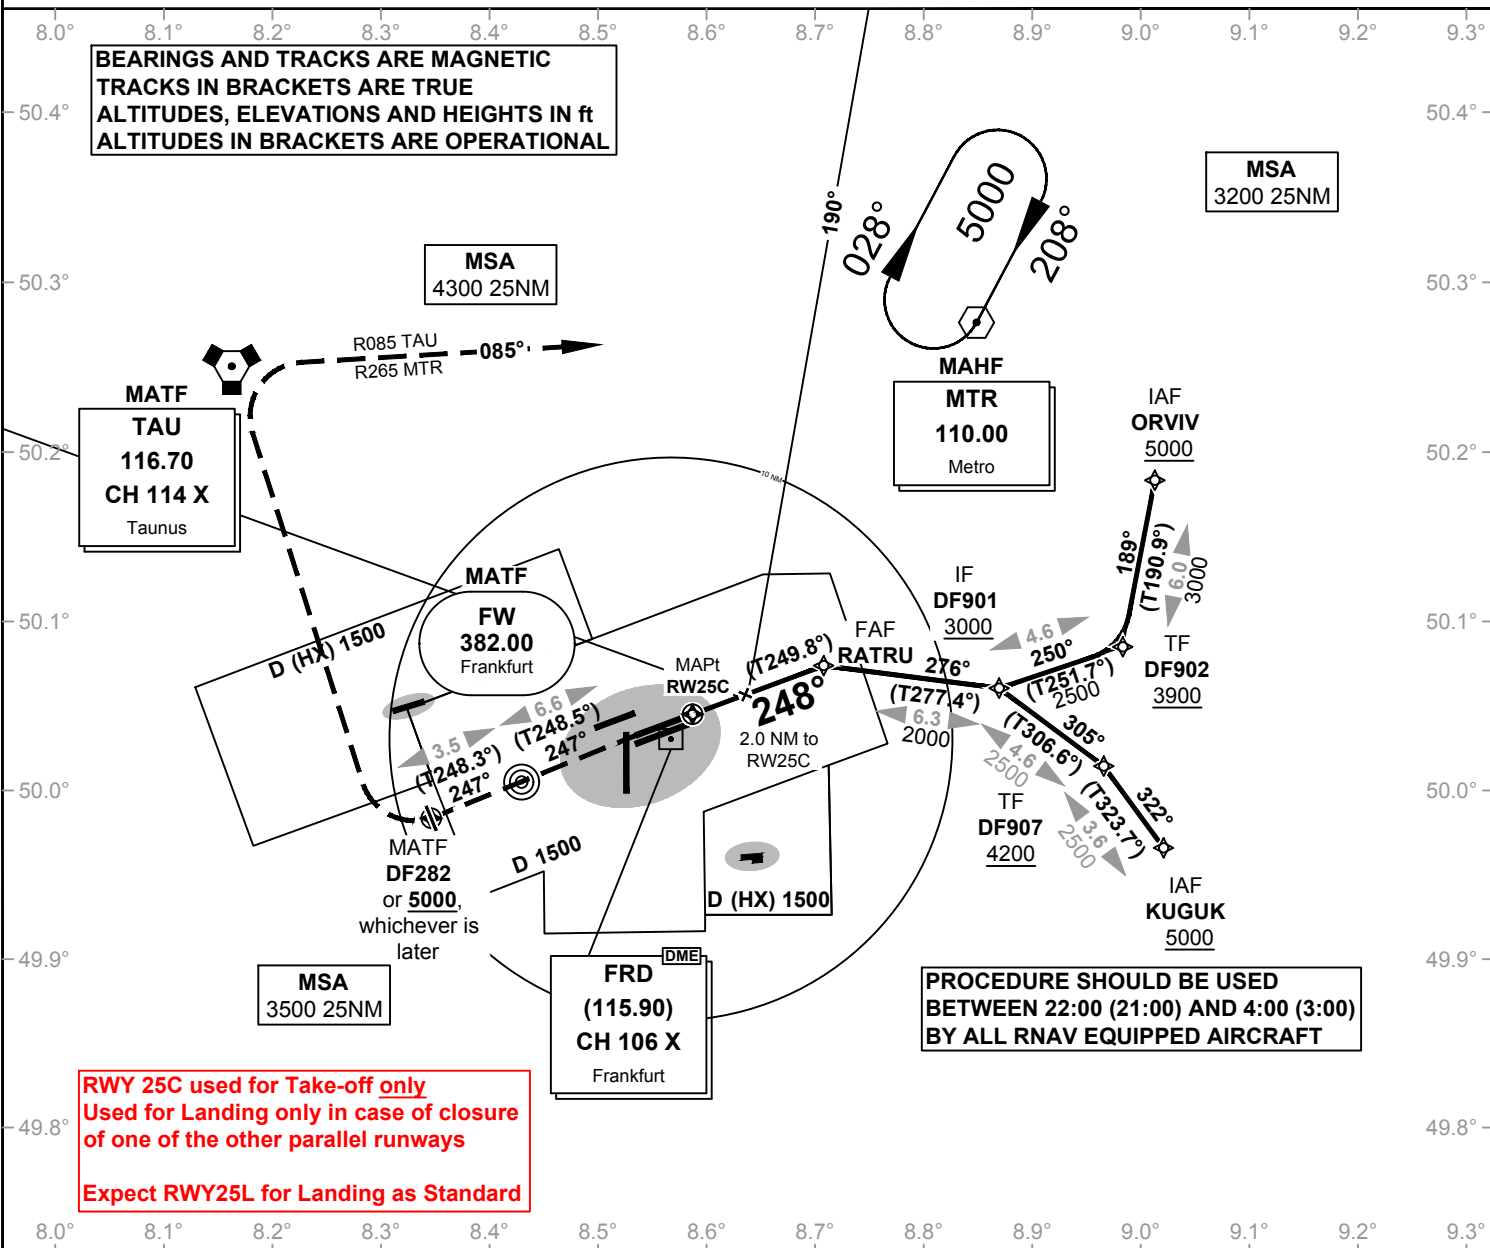 8.0° 8.1° 8.2° 8.3° 8.4° 8.5° 8.6° 8.7° 8.8° 8.9° 9.0° 9.1° 9.2° 9.3°
BEARINGS AND TRACKS ARE MAGNETIC
TRACKS IN BRACKETS ARE TRUE
ALTITUDES, ELEVATIONS AND HEIGHTS IN ft
ALTITUDES IN BRACKETS ARE OPERATIONAL
50.4° 50.4°
MSA
3200 25NM
190°
028°
5000
208°
MSA
4300 25NM
50.3° 50.3°
R085 TAU
R265 MTR
085°
MATF
TAU
116.70
CH 114 X
Taunus
MAHF
MTR
110.00
Metro
IAF
ORVIV
5000
50.2° 50.2°
10 NM
189°
(T190.9°)
6.0
3000
MATF
FW
382.00
Frankfurt
IF
DF901
3000
4.6
250°
(T251.7°)
2500
50.1° 50.1°
D (HX) 1500
FAF
RATRU
MAPt
RW25C
(T249.8°)
248°
2.0 NM to
RW25C
276°
(T277.4°)
6.3
2000
TF
DF902
3900
6.6
(T248.5°)
247°
3.5
(T248.3°)
247°
305°
(T306.6°)
4.6
2500
322°
(T323.7°)
3.6
2500
50.0° 50.0°
TF
DF907
4200
MATF
DF282
or 5000,
whichever is
later
D 1500
D (HX) 1500
IAF
KUGUK
5000
49.9° 49.9°
MSA
3500 25NM
DME
FRD
(115.90)
CH 106 X
Frankfurt
PROCEDURE SHOULD BE USED
BETWEEN 22:00 (21:00) AND 4:00 (3:00)
BY ALL RNAV EQUIPPED AIRCRAFT
RWY 25C used for Take-off only
Used for Landing only in case of closure
of one of the other parallel runways
Expect RWY25L for Landing as Standard
49.8° 49.8°
8.0° 8.1° 8.2° 8.3° 8.4° 8.5° 8.6° 8.7° 8.8° 8.9° 9.0° 9.1° 9.2° 9.3°